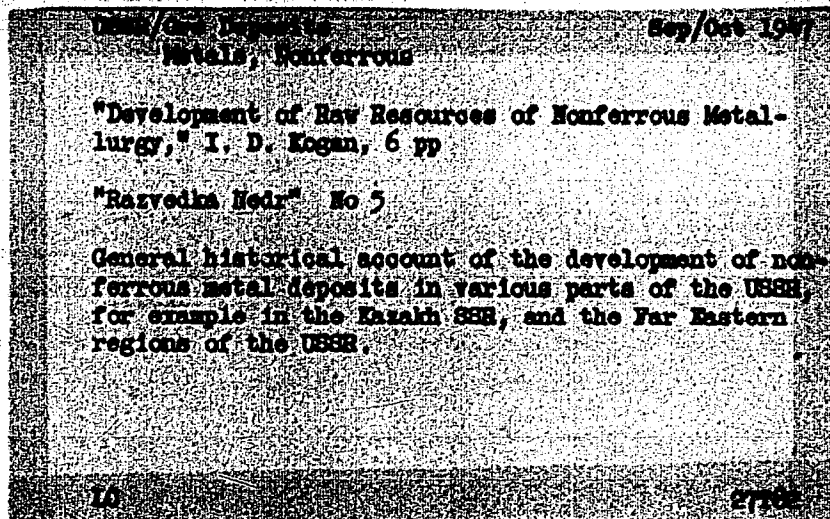 USSR/Ore Deposits Sep/Oct 1947
Metals, Nonferrous
"Development of Raw Resources of Nonferrous Metal-
lurgy," I. D. Kogan, 6 pp
"Razvedka Nedr" No 5
General historical account of the development of non-
ferrous metal deposits in various parts of the USSR,
for example in the Kazakh SSR, and the Far Eastern
regions of the USSR.